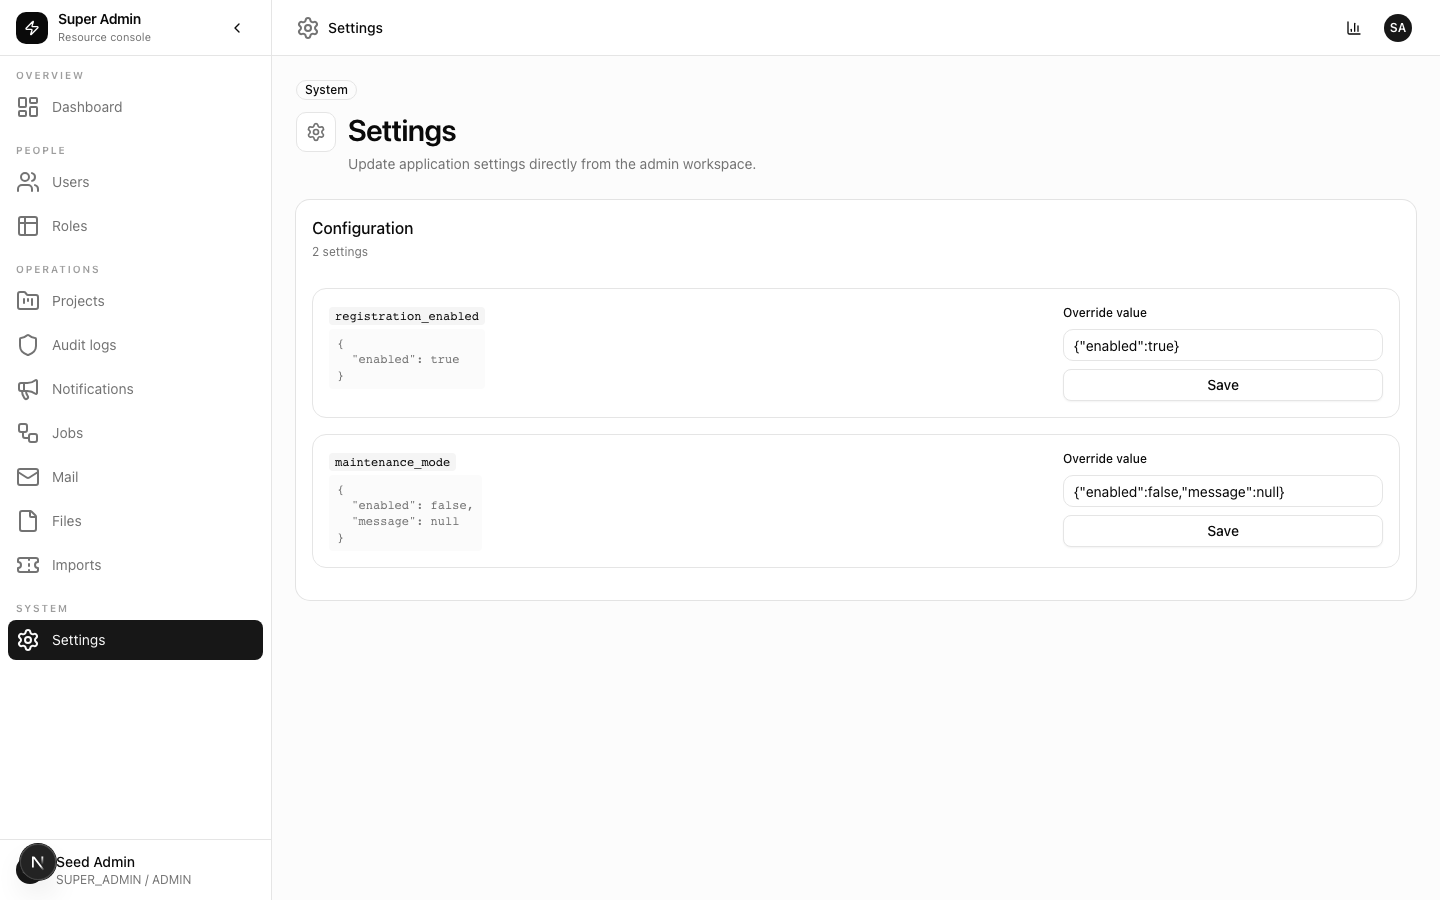 Super Admin
Resource console
OVERVIEW
Dashboard
PEOPLE
Users
Roles
OPERATIONS
Projects
Audit logs
Notifications
Jobs
Mail
Files
Imports
SYSTEM
Settings
N
Seed Admin
SUPER_ADMIN / ADMIN
Settings
SA
System
Settings
Update application settings directly from the admin workspace.
Configuration
2 settings
registration_enabled
{
  "enabled": true
}
Override value
{"enabled":true}
Save
maintenance_mode
{
  "enabled": false,
  "message": null
}
Override value
{"enabled":false,"message":null}
Save